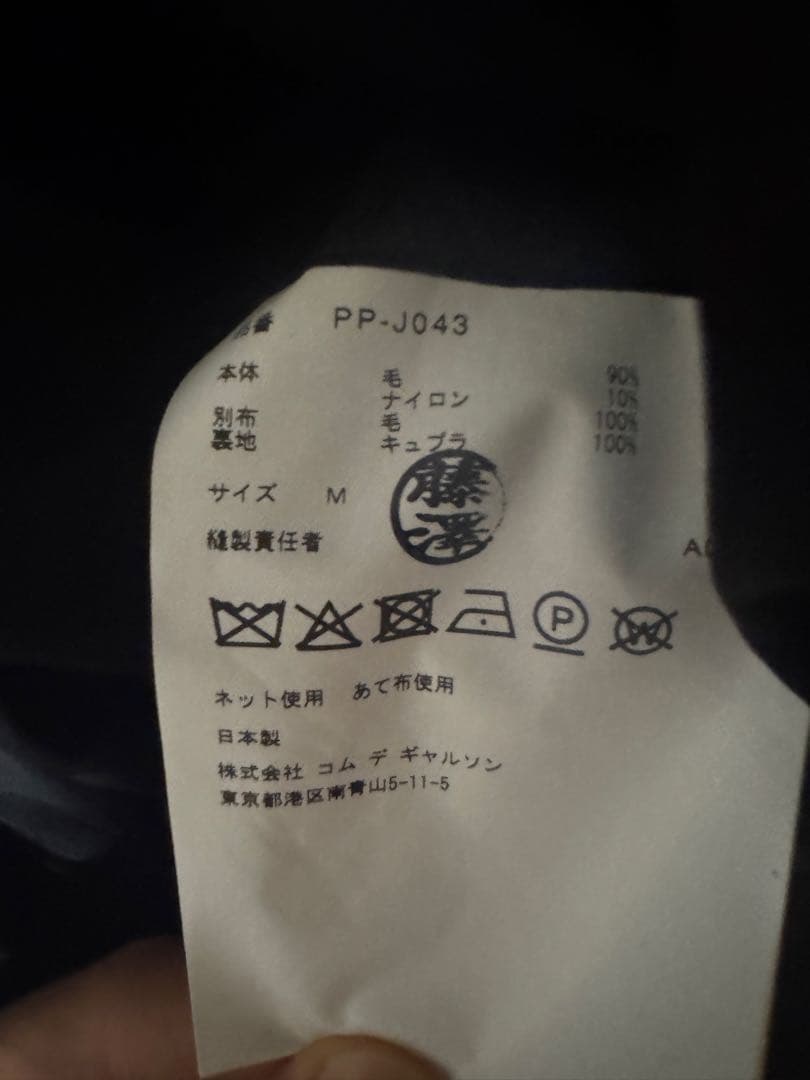 品番 PP-J043
本体 毛 90%
ナイロン 10%
別布 毛 100%
裏地 キュプラ 100%
サイズ M
藤澤
縫製責任者
P
W
ネット使用 あて布使用
日本製
株式会社 コム デ ギャルソン
東京都港区南青山5-11-5